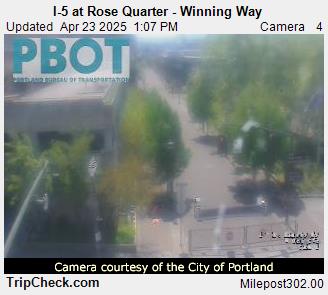 I-5 at Rose Quarter - Winning Way
Updated Apr 23 2025 1:07 PM Camera 4
PBOT
PORTLAND BUREAU OF TRANSPORTATION
Camera courtesy of the City of Portland
TripCheck.com Milepost302.00